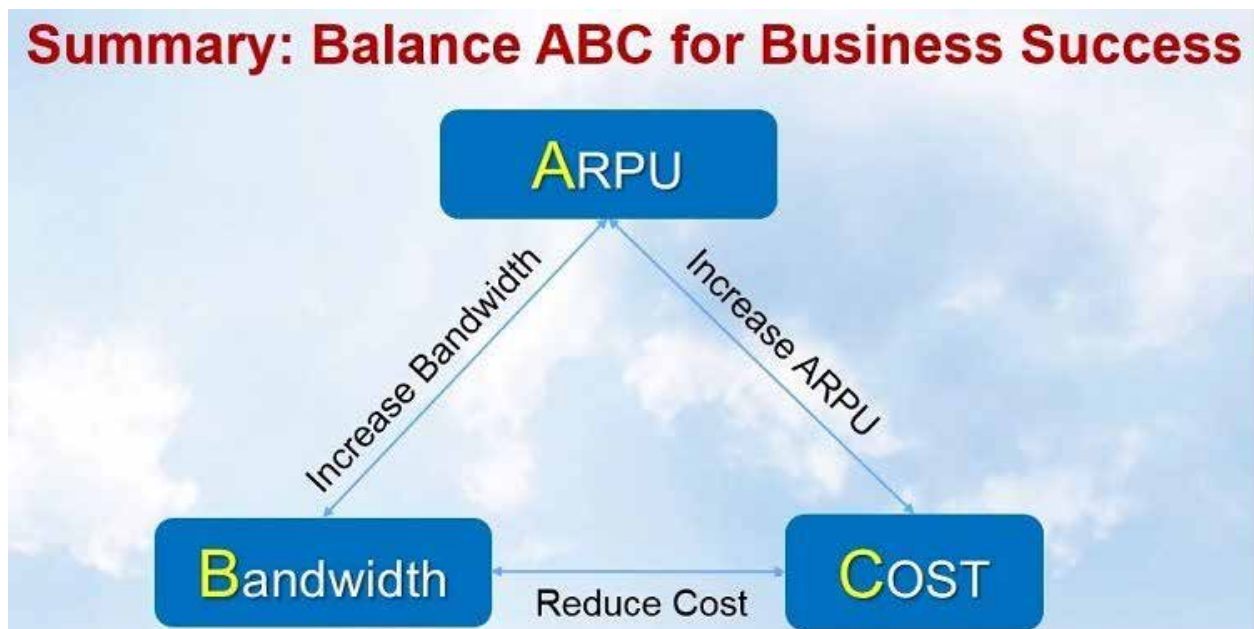 Summary: Balance ABC for Business Success
ARPU
Increase Bandwidth
Increase ARPU
Bandwidth
Reduce Cost
COST